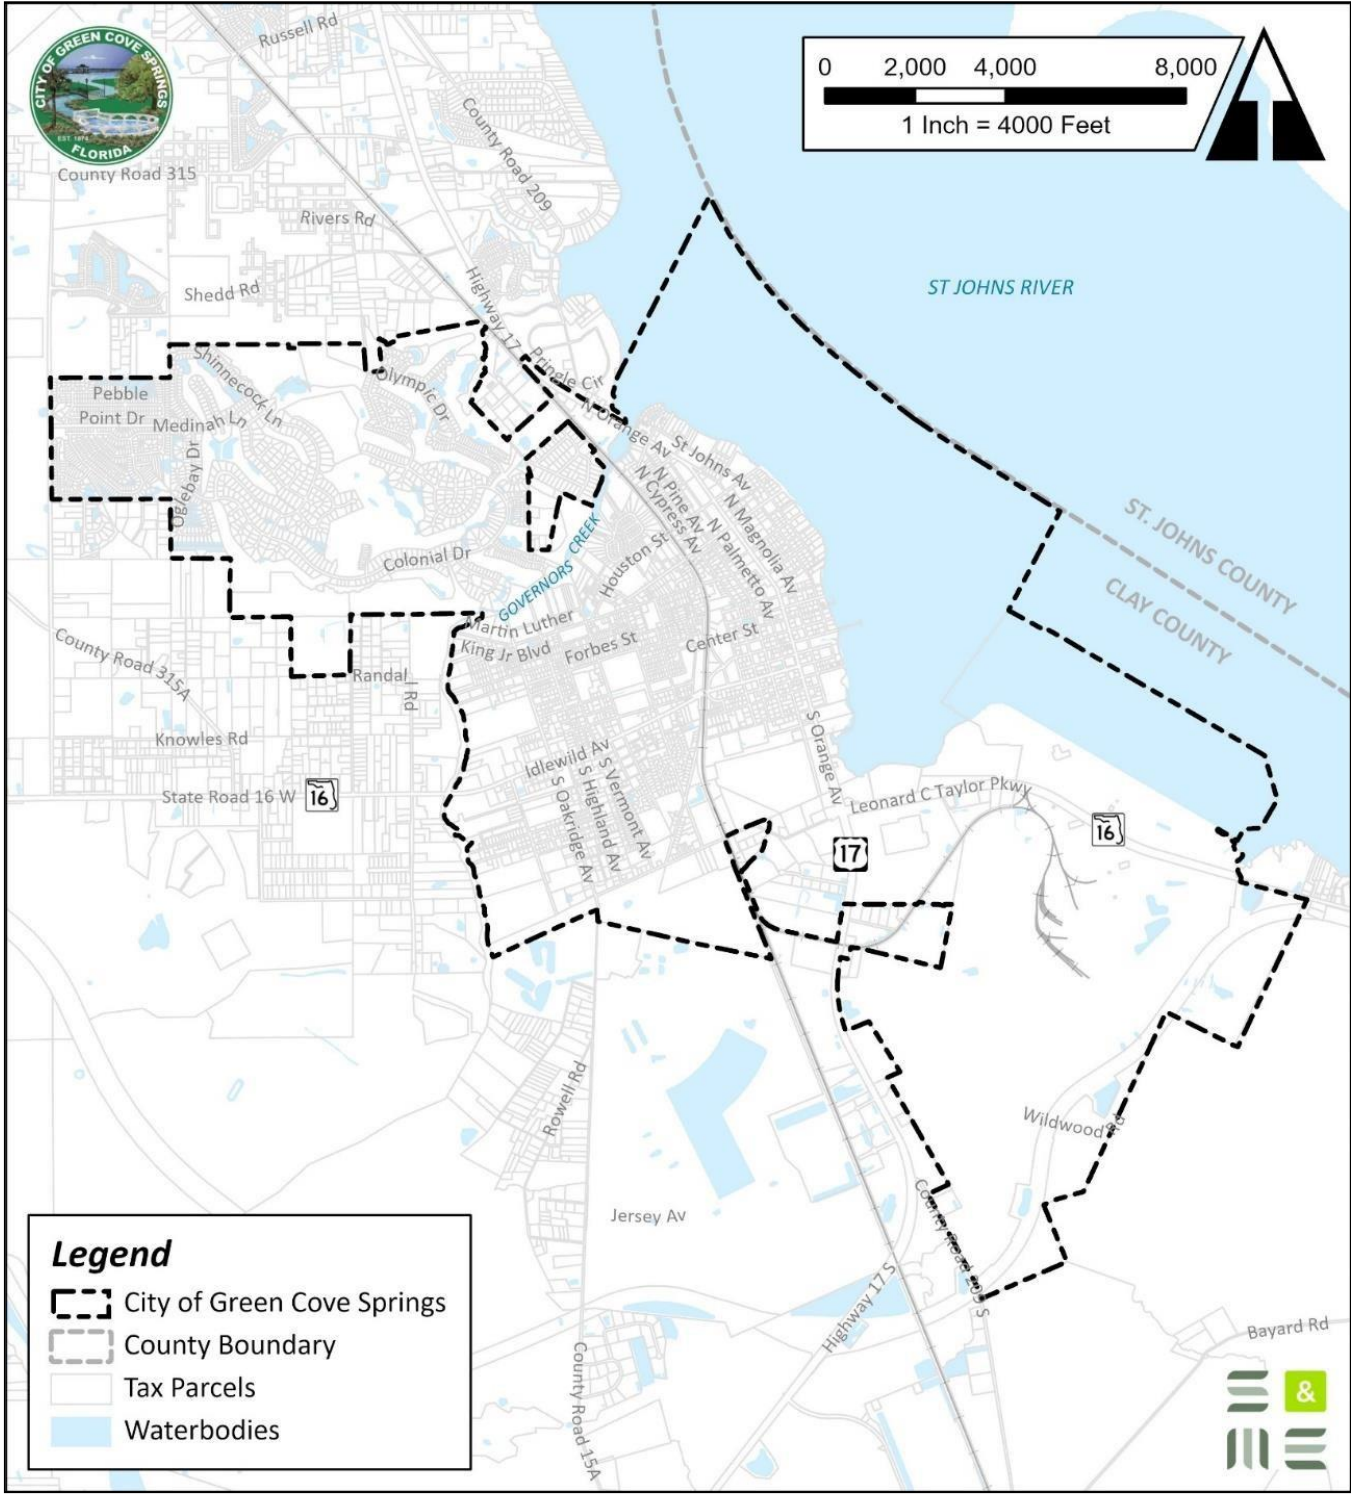 Russell Rd
CITY OF GREEN COVE SPRINGS
EST. 1874
FLORIDA
0 2,000 4,000 8,000
1 Inch = 4000 Feet
County Road 315
County Road 209
Rivers Rd
Shedd Rd
Highway 17
ST JOHNS RIVER
Pringle Cir
Shinnecock Ln
Olympic Dr
Pebble
Point Dr
Medinah Ln
Oglebay Dr
N Orange Av
St Johns Av
N Pine Av
N Cypress Av
N Magnolia Av
N Palmetto Av
ST. JOHNS COUNTY
CLAY COUNTY
Colonial Dr
GOVERNORS CREEK
Houston St
Martin Luther
King Jr Blvd
Forbes St
Center St
County Road 315A
Randall Rd
Knowles Rd
S Orange Av
Idlewild Av
S Vermont Av
S Highland Av
S Oakridge Av
State Road 16 W
16
Leonard C Taylor Pkwy
16
17
Rowell Rd
Wildwood Rd
Jersey Av
County Road 209 S
Highway 17 S
Bayard Rd
County Road 15A
Legend
City of Green Cove Springs
County Boundary
Tax Parcels
Waterbodies
S&
ME